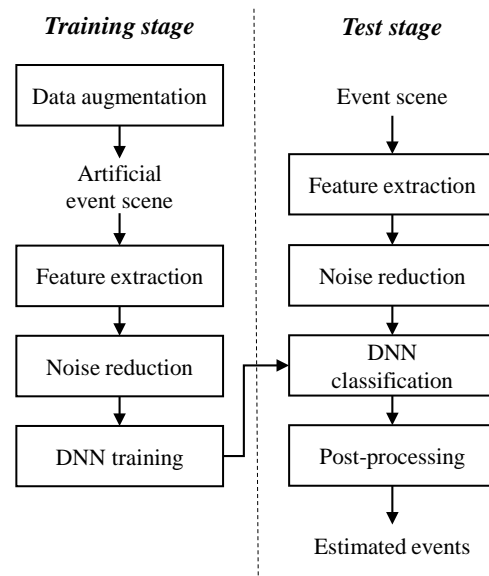 Training stage
Data augmentation
Artificial
event scene
Feature extraction
Noise reduction
DNN training
Test stage
Event scene
Feature extraction
Noise reduction
DNN
classification
Post-processing
Estimated events